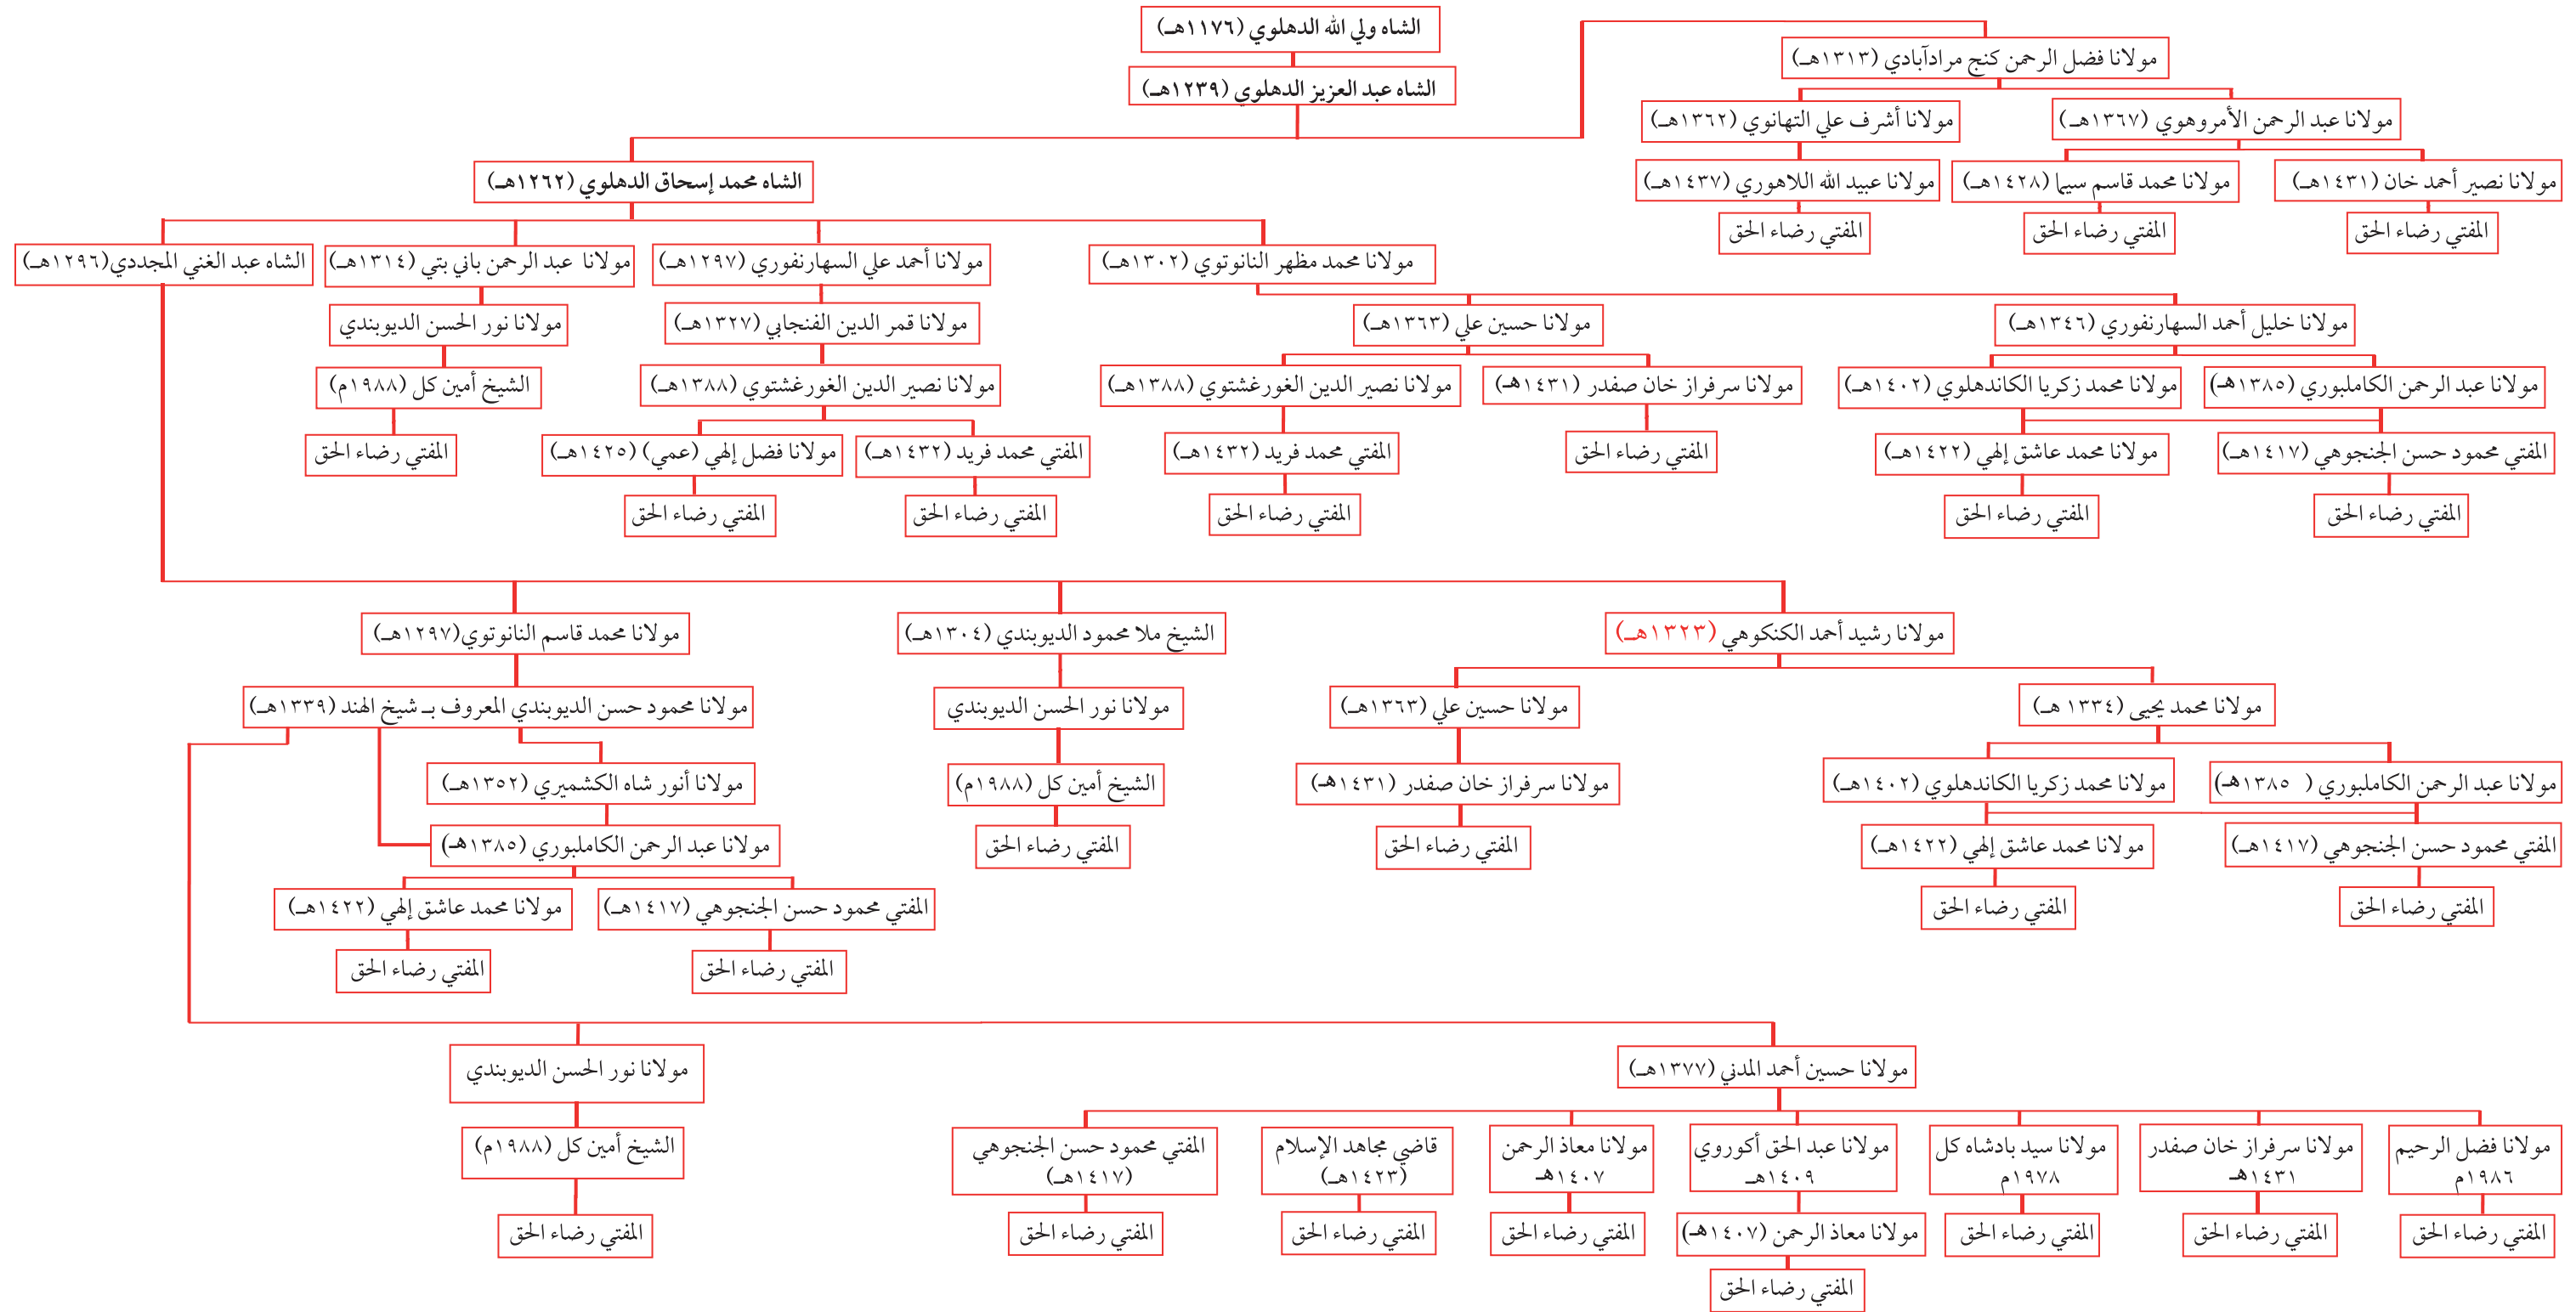 الشاه ولي الله الدهلوي (١١٧٦هـ)
الشاه عبد العزيز الدهلوي (١٢٣٩هـ)
مولانا فضل الرحمن كنج مرادآبادي (١٣١٣هـ)
مولانا عبد الرحمن الأمروهوي (١٣٦٧هـ)
مولانا أشرف علي التهانوي (١٣٦٢هـ)
مولانا نصير أحمد خان (١٤٣١هـ)
مولانا محمد قاسم سيما (١٤٢٨هـ)
مولانا عبيد الله اللاهوري (١٤٣٧هـ)
المفتي رضاء الحق
المفتي رضاء الحق
المفتي رضاء الحق
الشاه محمد إسحاق الدهلوي (١٢٦٢هـ)
مولانا محمد مظهر النانوتوي (١٣٠٢هـ)
مولانا أحمد علي السهارنفوري (١٢٩٧هـ)
مولانا عبد الرحمن باني بتي (١٣١٤هـ)
الشاه عبد الغني المجددي(١٢٩٦هـ)
مولانا خليل أحمد السهارنفوري (١٣٤٦هـ)
مولانا حسين علي (١٣٦٣هـ)
مولانا قمر الدين الفنجابي (١٣٢٧هـ)
مولانا نور الحسن الديوبندي
مولانا عبد الرحمن الكاملبوري (١٣٨٥هـ)
مولانا محمد زكريا الكاندهلوي (١٤٠٢هـ)
مولانا سرفراز خان صفدر (١٤٣١هـ)
مولانا نصير الدين الغورغشتوي (١٣٨٨هـ)
مولانا نصير الدين الغورغشتوي (١٣٨٨هـ)
الشيخ أمين كل (١٩٨٨م)
المفتي محمود حسن الجنجوهي (١٤١٧هـ)
مولانا محمد عاشق إلهي (١٤٢٢هـ)
المفتي رضاء الحق
المفتي محمد فريد (١٤٣٢هـ)
المفتي محمد فريد (١٤٣٢هـ)
مولانا فضل إلهي (عمي) (١٤٢٥هـ)
المفتي رضاء الحق
المفتي رضاء الحق
المفتي رضاء الحق
المفتي رضاء الحق
المفتي رضاء الحق
المفتي رضاء الحق
مولانا رشيد أحمد الكنكوهي (١٣٢٣هـ)
الشيخ ملا محمود الديوبندي (١٣٠٤هـ)
مولانا محمد قاسم النانوتوي(١٢٩٧هـ)
مولانا محمد يحيى (١٣٣٤ هـ)
مولانا حسين علي (١٣٦٣هـ)
مولانا نور الحسن الديوبندي
مولانا محمود حسن الديوبندي المعروف بـ شيخ الهند (١٣٣٩هـ)
مولانا عبد الرحمن الكاملبوري (١٣٨٥هـ)
مولانا محمد زكريا الكاندهلوي (١٤٠٢هـ)
مولانا سرفراز خان صفدر (١٤٣١هـ)
الشيخ أمين كل (١٩٨٨م)
مولانا أنور شاه الكشميري (١٣٥٢هـ)
المفتي محمود حسن الجنجوهي (١٤١٧هـ)
مولانا محمد عاشق إلهي (١٤٢٢هـ)
المفتي رضاء الحق
المفتي رضاء الحق
مولانا عبد الرحمن الكاملبوري (١٣٨٥هـ)
المفتي رضاء الحق
المفتي رضاء الحق
المفتي محمود حسن الجنجوهي (١٤١٧هـ)
مولانا محمد عاشق إلهي (١٤٢٢هـ)
المفتي رضاء الحق
المفتي رضاء الحق
مولانا حسين أحمد المدني (١٣٧٧هـ)
مولانا نور الحسن الديوبندي
مولانا فضل الرحيم
١٩٨٦م
مولانا سرفراز خان صفدر
١٤٣١هـ
مولانا سيد بادشاه كل
١٩٧٨م
مولانا عبد الحق أكوروي
١٤٠٩هـ
مولانا معاذ الرحمن
١٤٠٧هـ
قاضي مجاهد الإسلام
(١٤٢٣هـ)
المفتي محمود حسن الجنجوهي
(١٤١٧هـ)
الشيخ أمين كل (١٩٨٨م)
المفتي رضاء الحق
المفتي رضاء الحق
المفتي رضاء الحق
مولانا معاذ الرحمن (١٤٠٧هـ)
المفتي رضاء الحق
المفتي رضاء الحق
المفتي رضاء الحق
المفتي رضاء الحق
المفتي رضاء الحق